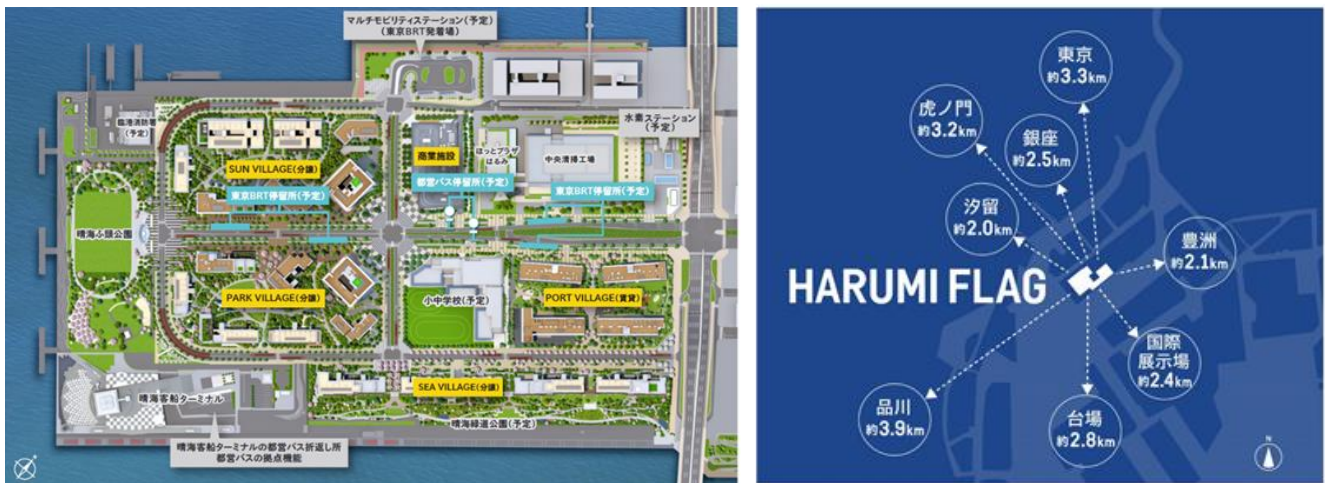 マルチモビリティステーション(予定)
(東京BRT発着場)
臨港消防署
(予定)
水素ステーション
(予定)
SUN VILLAGE(分譲)
商業施設
ほっとプラザ
はるみ
中央清掃工場
東京BRT停留所(予定)
都営バス停留所(予定)
東京BRT停留所(予定)
晴海ふ頭公園
PARK VILLAGE(分譲)
小中学校(予定)
PORT VILLAGE(賃貸)
SEA VILLAGE(分譲)
晴海客船ターミナル
晴海緑道公園(予定)
晴海客船ターミナルの都営バス折返し所
都営バスの拠点機能
東京
約3.3km
虎ノ門
約3.2km
銀座
約2.5km
汐留
約2.0km
豊洲
約2.1km
HARUMI FLAG
国際
展示場
約2.4km
品川
約3.9km
台場
約2.8km
N